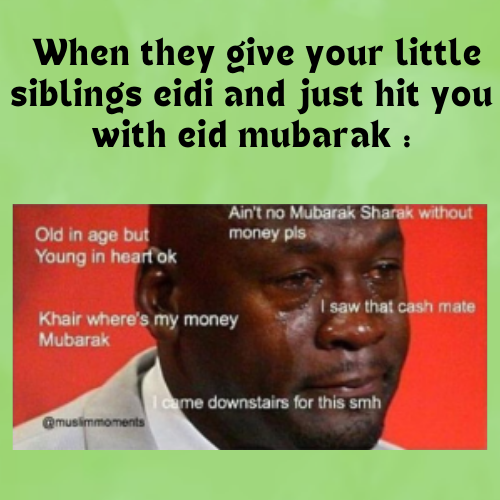 When they give your little
siblings eidi and just hit you
with eid mubarak :
Ain't no Mubarak Sharak without
money pls
Old in age but
Young in heart ok
I saw that cash mate
Khair where's my money
Mubarak
I came downstairs for this smh
@muslimmoments